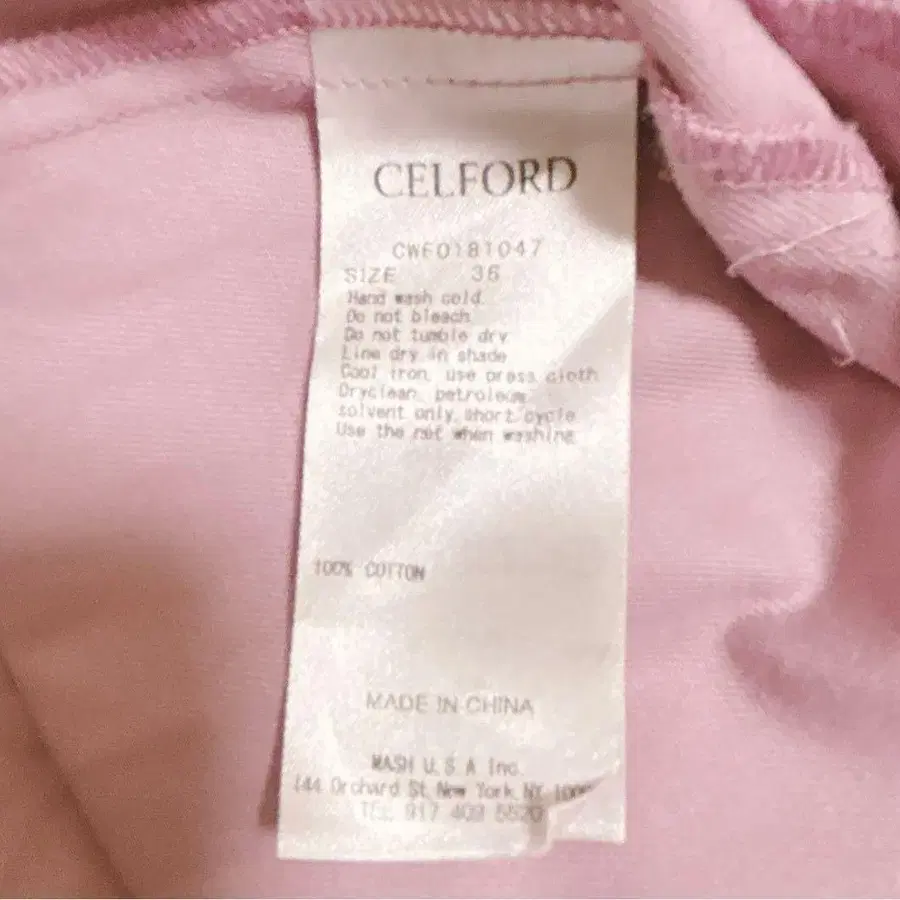 CELFORD
CWFO181047
SIZE 36
Hand wash cold
Do not bleach
Do not tumble dry
Line dry in shade
Cool iron, use press cloth
Dryclean, petroleum
solvent only, short cycle
Use the net when washing
100% COTTON
MADE IN CHINA
MASH U.S.A Inc.
144 Orchard St, New York, NY
TEL 917 409 5520